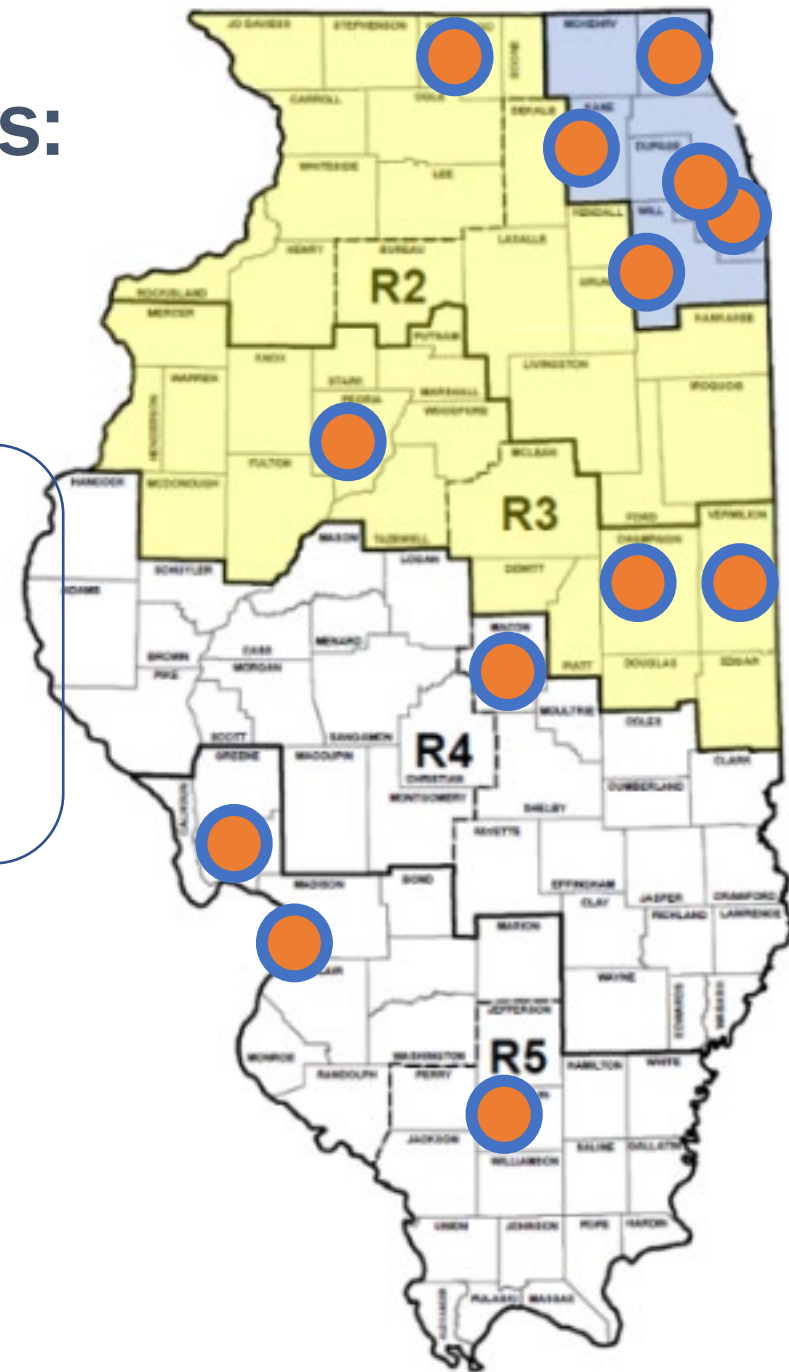 s:
JO DAVIESS
STEPHENSON
BOONE
MCHENRY
CARROLL
OGLE
DEKALB
KANE
DUPAGE
WHITESIDE
LEE
WILL
KENDALL
HENRY
BUREAU
LASALLE
R2
ROCK ISLAND
MERCER
PUTNAM
KANKAKEE
KNOX
STARK
LIVINGSTON
WARREN
PEORIA
MARSHALL
IROQUOIS
HENDERSON
WOODFORD
MCLEAN
FULTON
HANCOCK
MCDONOUGH
R3
FORD
VERMILION
MASON
TAZEWELL
CHAMPAIGN
SCHUYLER
LOGAN
DEWITT
ADAMS
MENARD
MACON
BROWN
CASS
PIKE
MORGAN
PIATT
DOUGLAS
EDGAR
SCOTT
SANGAMON
MOULTRIE
COLES
R4
GREENE
MACOUPIN
CHRISTIAN
CLARK
CALHOUN
MONTGOMERY
CUMBERLAND
SHELBY
FAYETTE
MADISON
BOND
EFFINGHAM
JASPER
CRAWFORD
CLAY
RICHLAND
LAWRENCE
MARION
WAYNE
EDWARDS
WABASH
JEFFERSON
R5
MONROE
WASHINGTON
RANDOLPH
PERRY
HAMILTON
WHITE
JACKSON
WILLIAMSON
SALINE
GALLATIN
UNION
JOHNSON
POPE
HARDIN
ALEXANDER
PULASKI
MASSAC